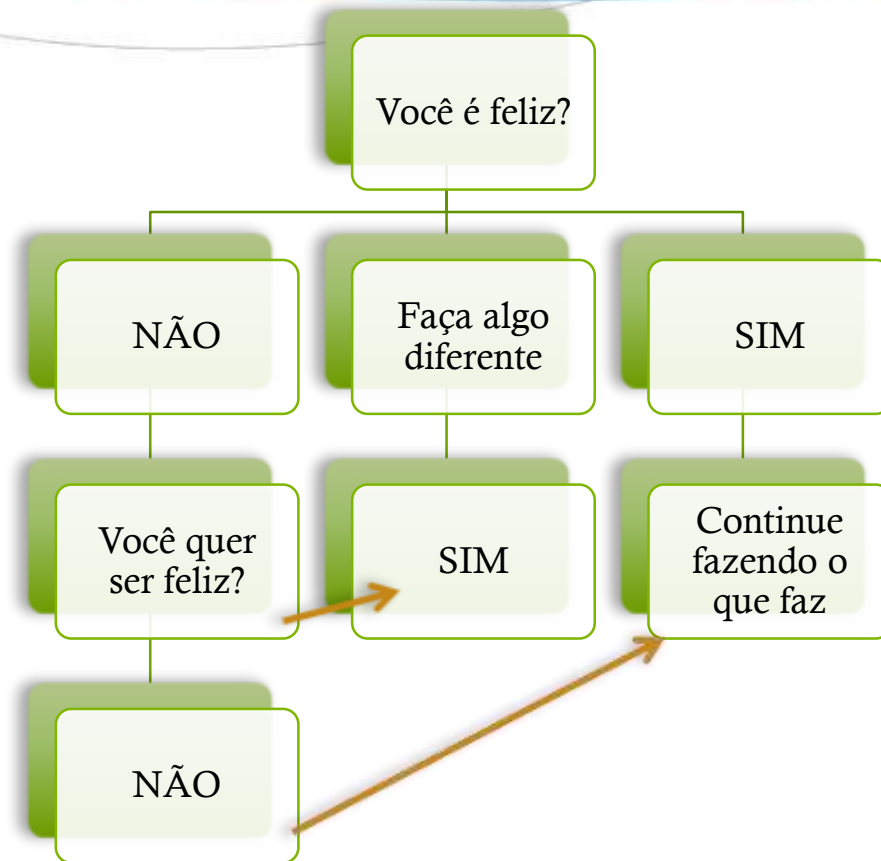 Você é feliz?
NÃO
Faça algo
diferente
SIM
Você quer
ser feliz?
SIM
Continue
fazendo o
que faz
NÃO